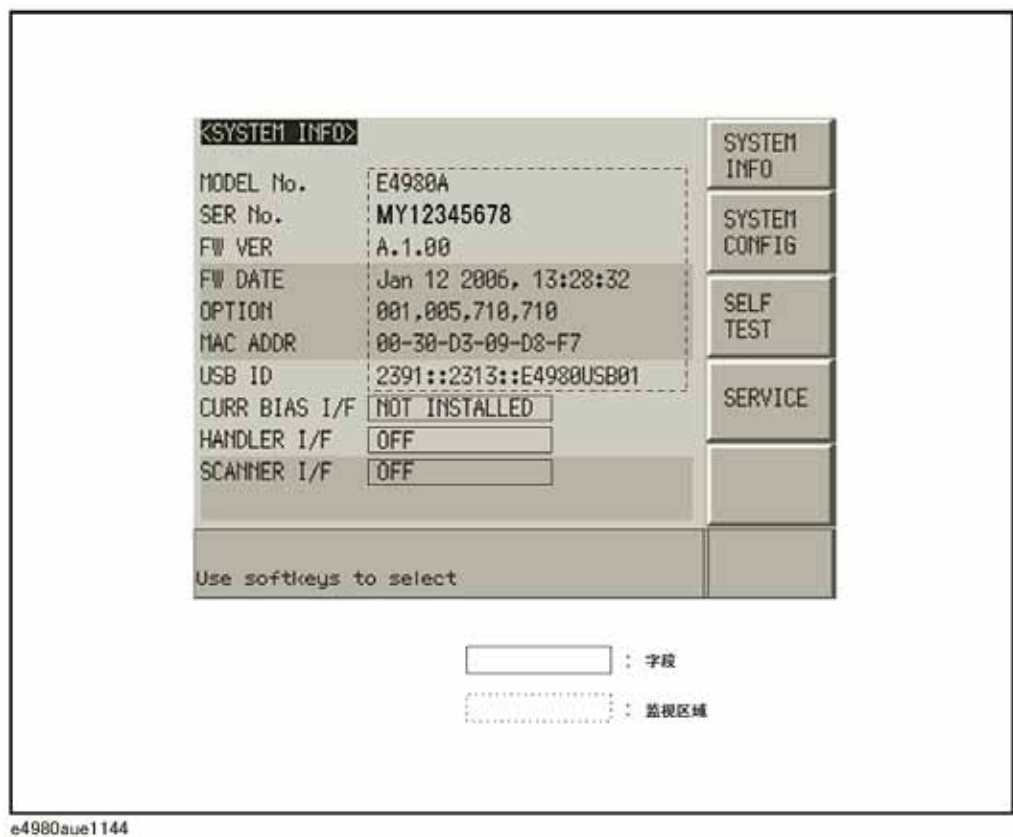 <SYSTEM INFO>
MODEL No. E4980A
SER No. MY12345678
FW VER A.1.00
FW DATE Jan 12 2006, 13:28:32
OPTION 001,005,710,710
MAC ADDR 00-30-D3-09-D8-F7
USB ID 2391::2313::E4980USB01
CURR BIAS I/F NOT INSTALLED
HANDLER I/F OFF
SCANNER I/F OFF
Use softkeys to select
SYSTEM
INFO
SYSTEM
CONFIG
SELF
TEST
SERVICE
: 字段
: 监视区域
e4980aue1144